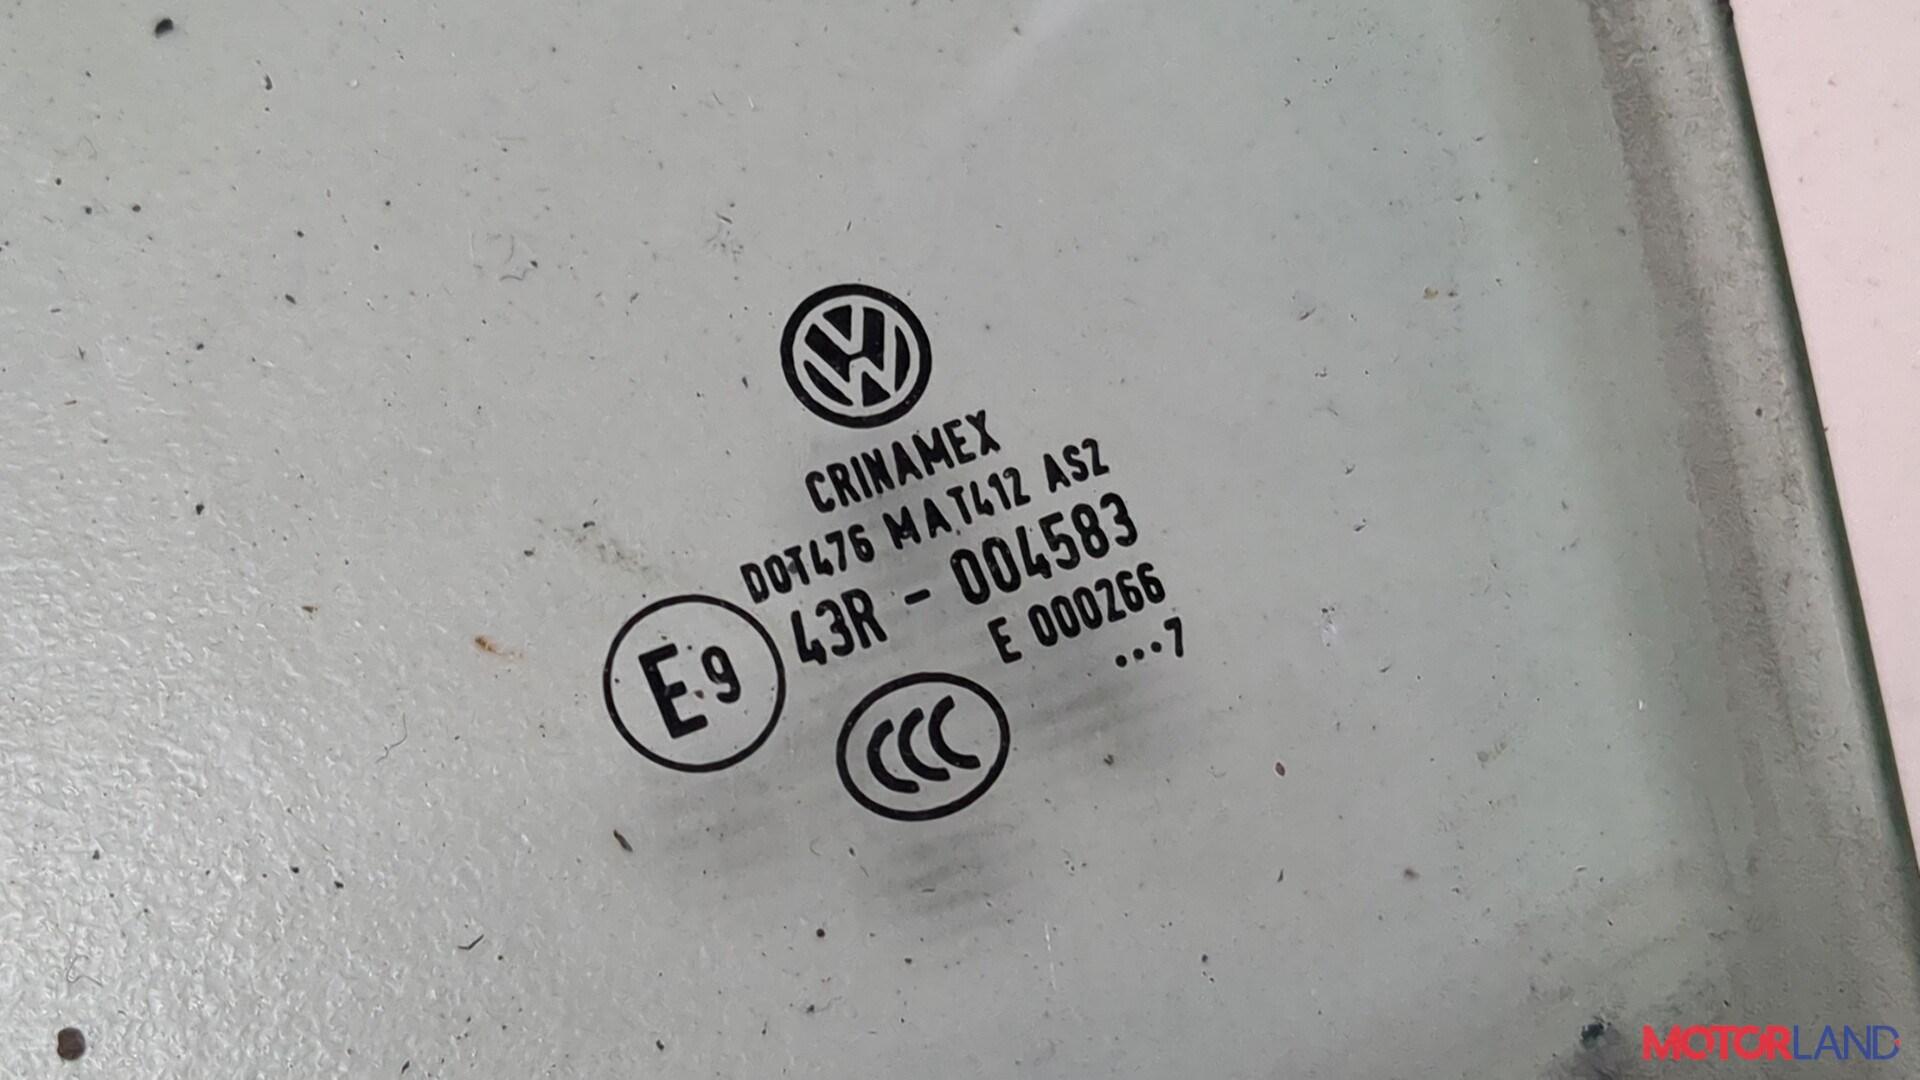 CRINAMEX
DOT476 MAT412 AS2
43R - 004583
E 000266
...7
E9
CCC
MOTORLAND